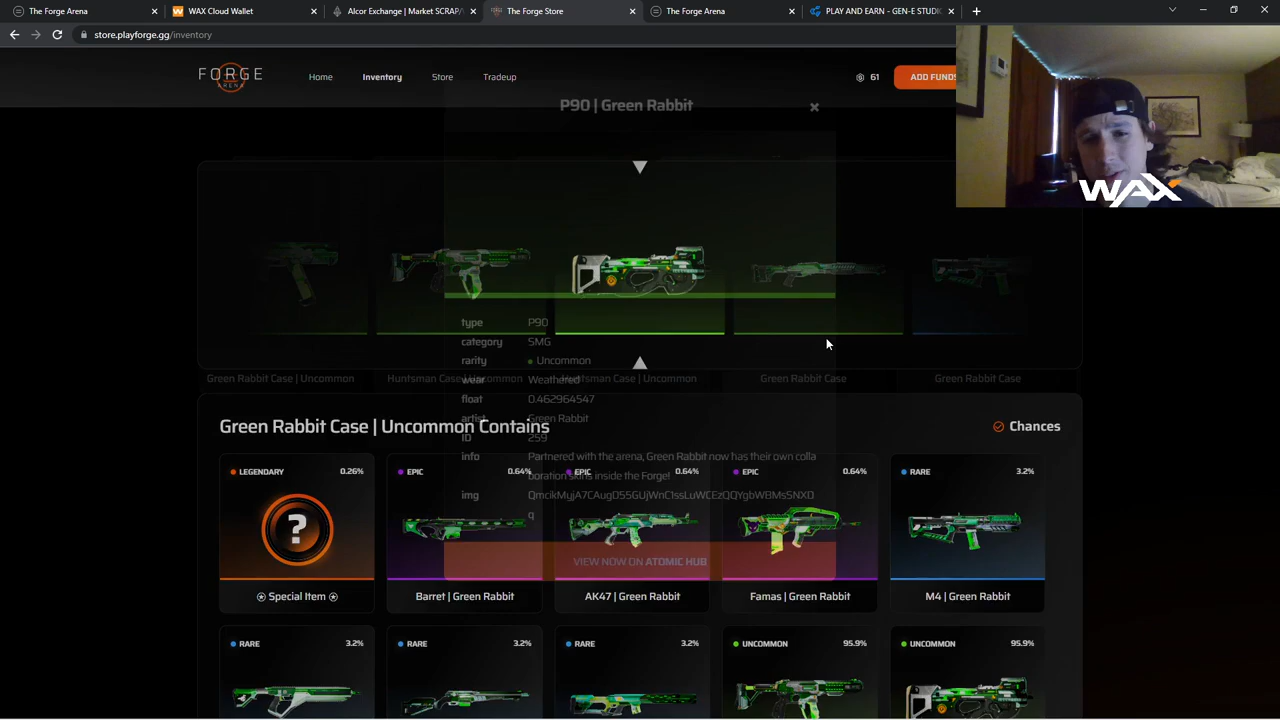 The Forge Arena
WAX Cloud Wallet
Alcor Exchange | Market SCRAP/
The Forge Store
The Forge Arena
PLAY AND EARN - GEN-E STUDI
store.playforge.gg/inventory
FORGE
ARENA
Home
Inventory
Store
Tradeup
61
ADD FUNDS
WAX
P90 | Green Rabbit
type P90
category SMG
rarity Uncommon
wear Weathered
float 0.462964547
artist Green Rabbit
ID 259
info Partnered with the arena, Green Rabbit now has their own colla
boration skins inside the Forge!
img QmcikMyjA7CAugD55GUjWnC1ssLuWCEzQQYgbWBMsSNXD
q
VIEW NOW ON ATOMIC HUB
Green Rabbit Case | Uncommon
Huntsman Case | Uncommon
Huntsman Case | Uncommon
Green Rabbit Case
Green Rabbit Case
Green Rabbit Case | Uncommon Contains
Chances
LEGENDARY 0.26%
EPIC 0.64%
EPIC 0.64%
EPIC 0.64%
RARE 3.2%
?
Special Item
Barret | Green Rabbit
AK47 | Green Rabbit
Famas | Green Rabbit
M4 | Green Rabbit
RARE 3.2%
RARE 3.2%
RARE 3.2%
UNCOMMON 95.9%
UNCOMMON 95.9%